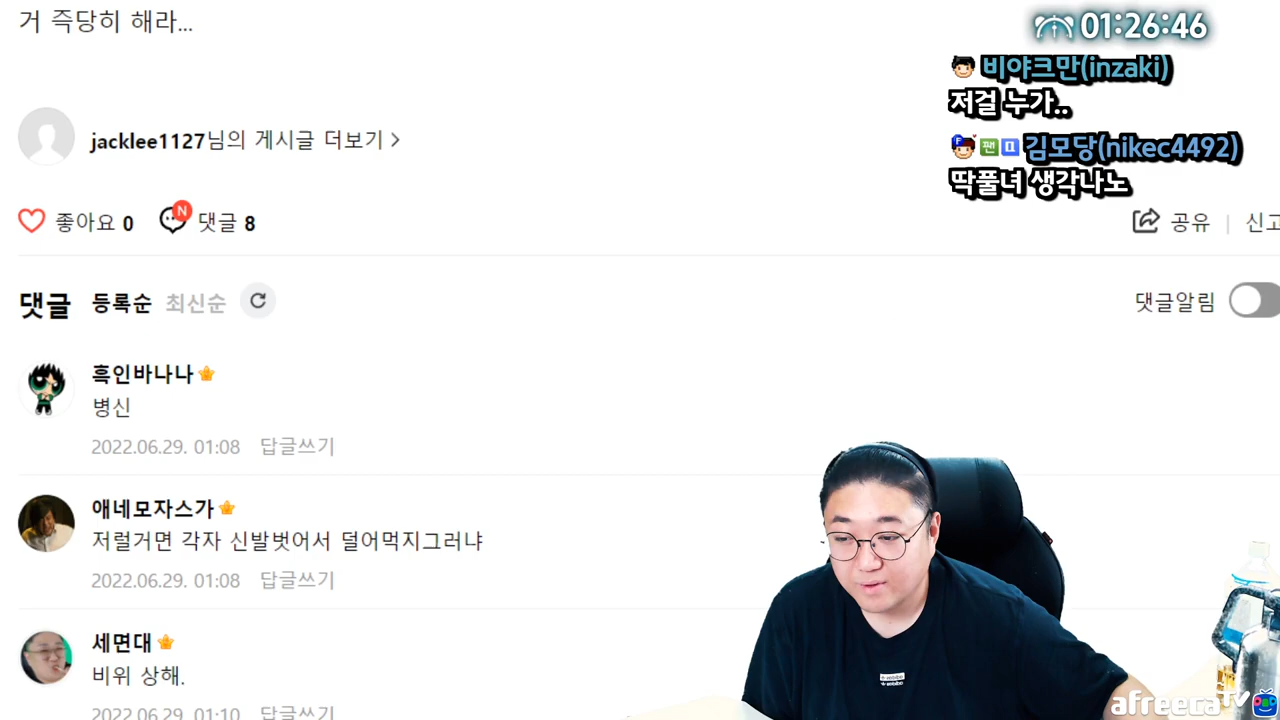 거 즉당히 해라...
01:26:46
비야크만(inzaki)
저걸 누가..
jacklee1127님의 게시글 더보기
팬 김모당(nikec4492)
딱풀녀 생각나노
좋아요 0 N 댓글 8
공유 | 신고
댓글 등록순 최신순
댓글알림
흑인바나나
병신
2022.06.29. 01:08 답글쓰기
애네모자스가
저럴거면 각자 신발벗어서 덜어먹지그러냐
2022.06.29. 01:08 답글쓰기
세면대
비위 상해.
2022.06.29. 01:10 답글쓰기
afreecaTV